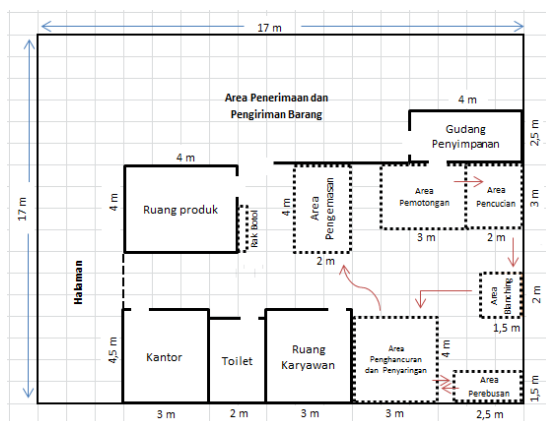 17 m
17 m
Area Penerimaan dan
Pengiriman Barang
4 m
Gudang
Penyimpanan
2,5 m
4 m
4 m
Ruang produk
Rak Botol
4 m
Area
Pengemasan
2 m
Area
Pemotongan
3 m
Area
Pencucian
2 m
3 m
Halaman
Area
Blanching
2 m
1,5 m
4,5 m
Kantor
3 m
Toilet
2 m
Ruang
Karyawan
3 m
Area
Penghancuran
dan Penyaringan
4 m
3 m
Area
Perebusan
1,5 m
2,5 m